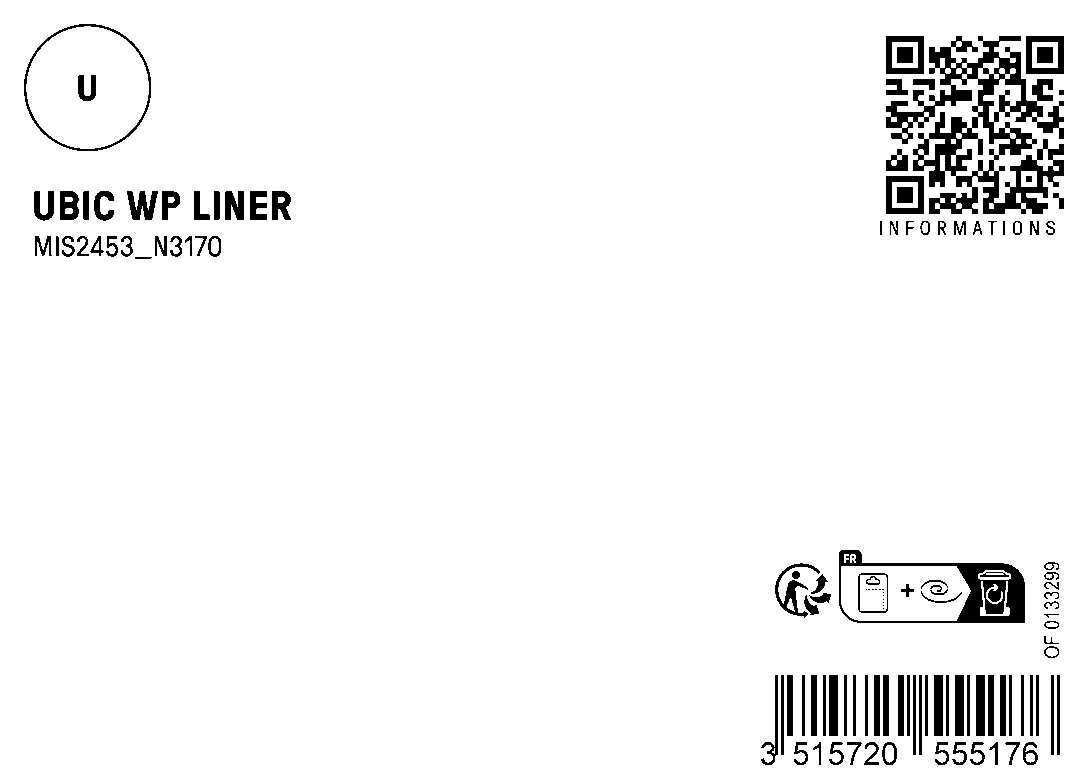 U
UBIC WP LINER
MIS2453_N3170
INFORMATIONS
FR
+
OF 0133299
3 515720 555176